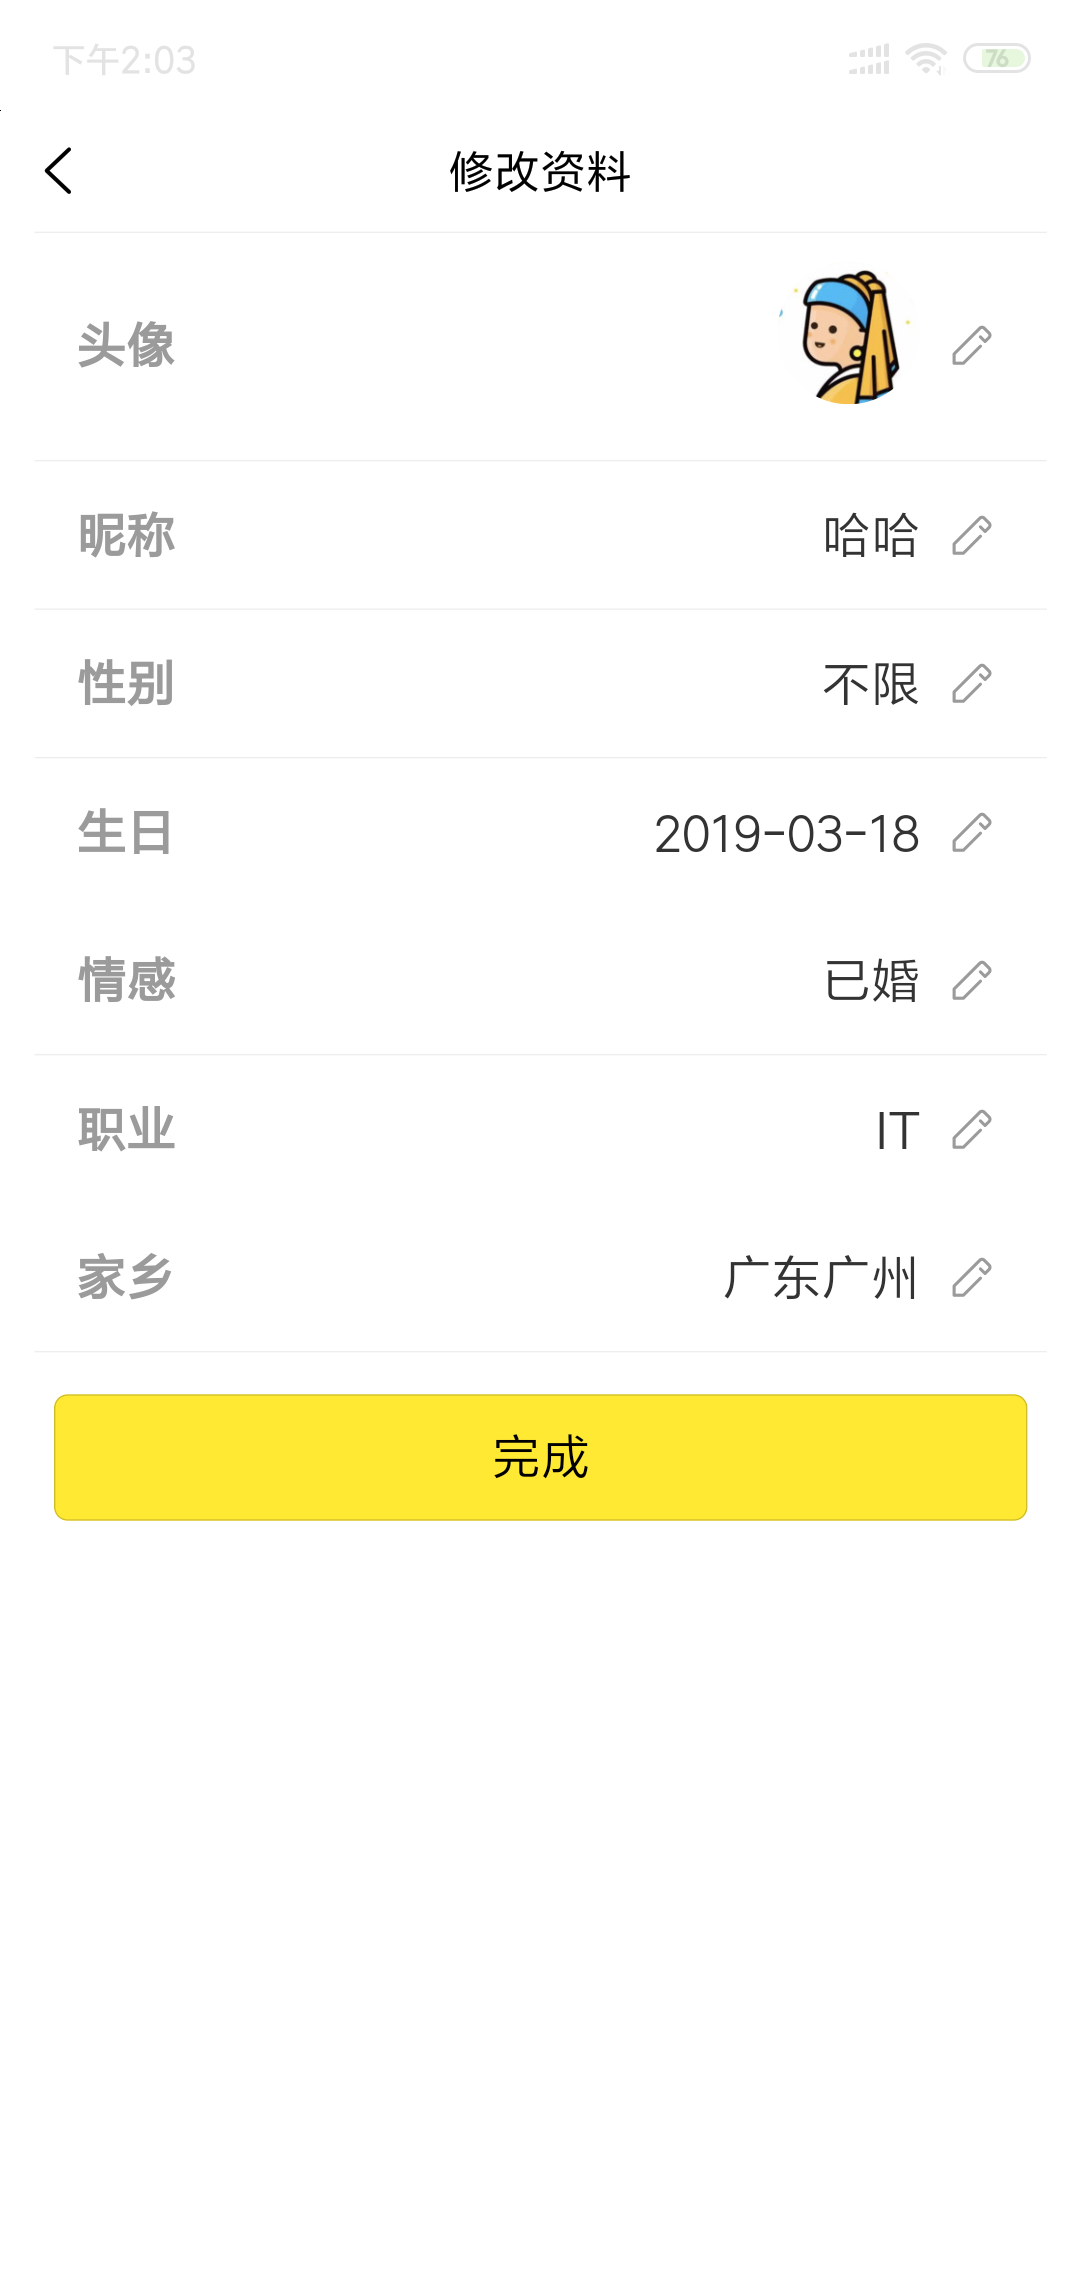 下午2:03
76
修改资料
头像
昵称 哈哈
性别 不限
生日 2019-03-18
情感 已婚
职业 IT
家乡 广东广州
完成